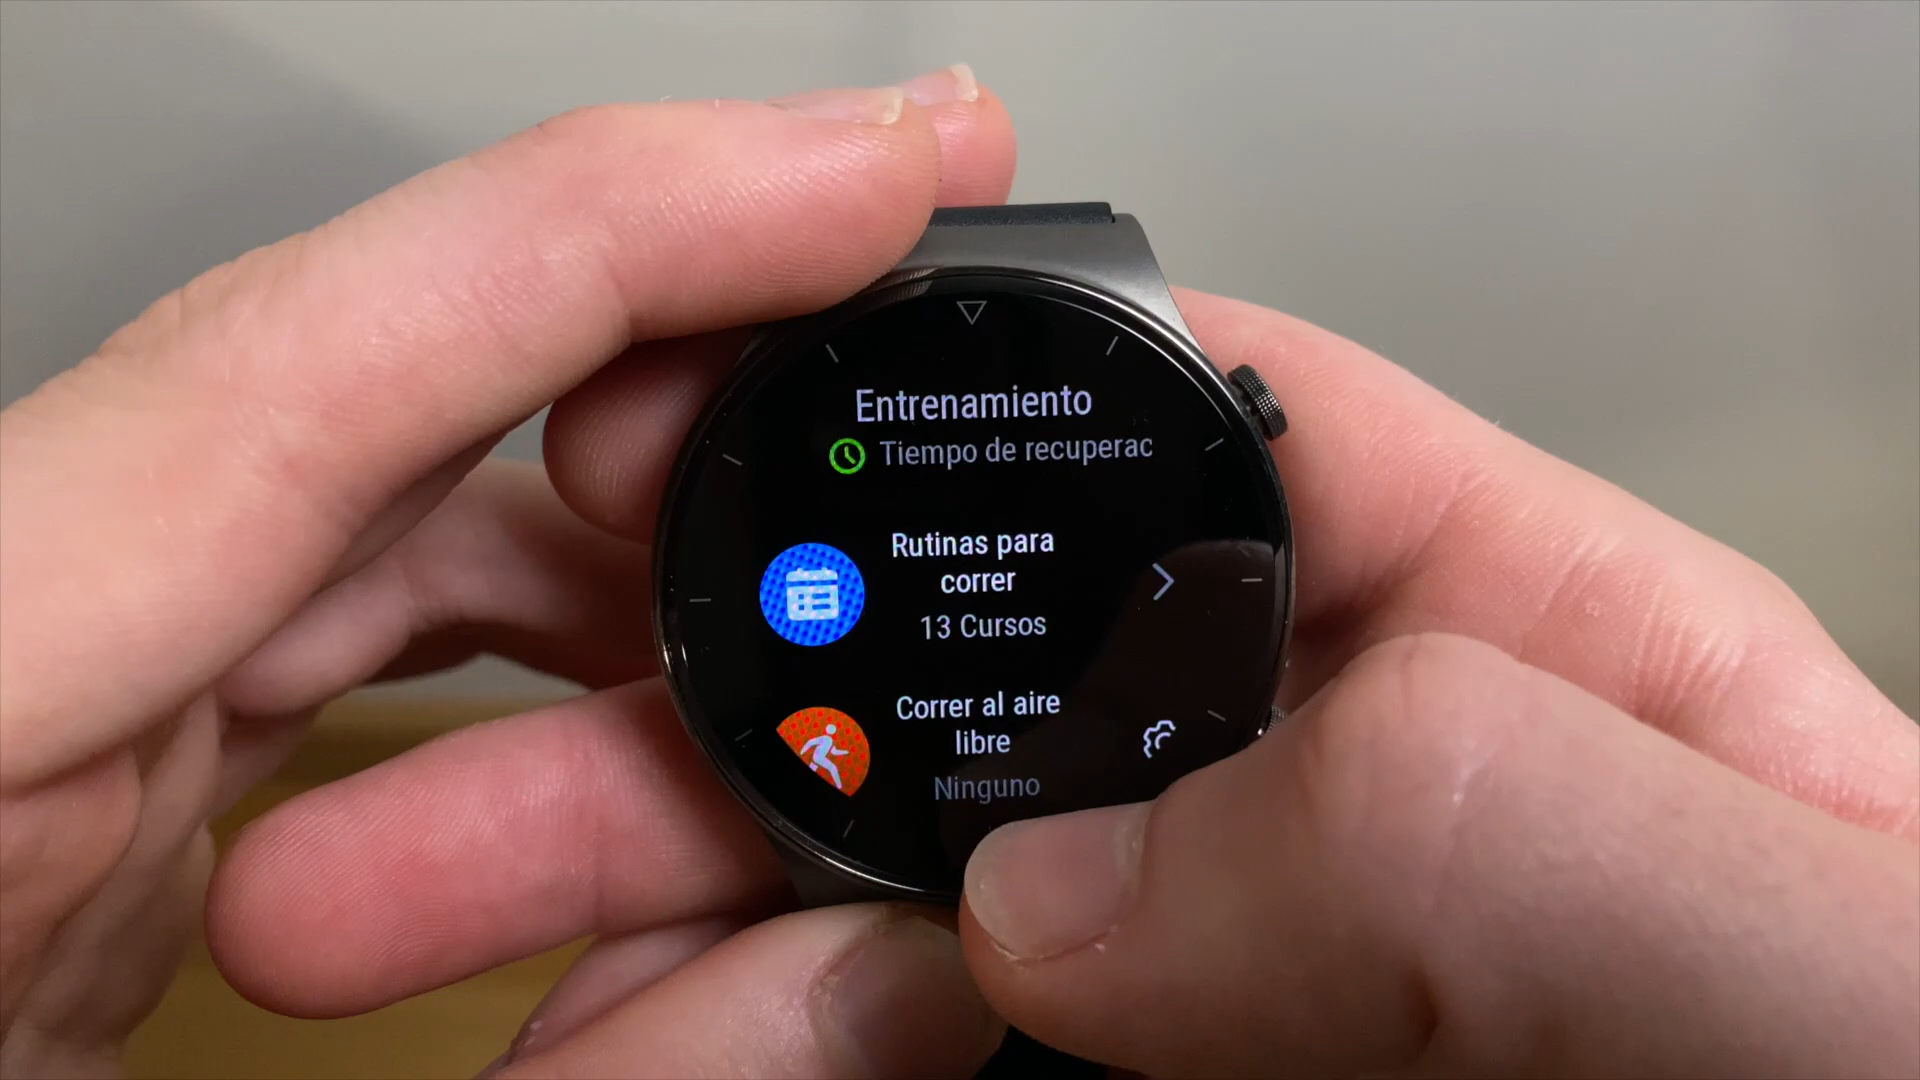 Entrenamiento
Tiempo de recuperac
Rutinas para
correr
13 Cursos
Correr al aire
libre
Ninguno